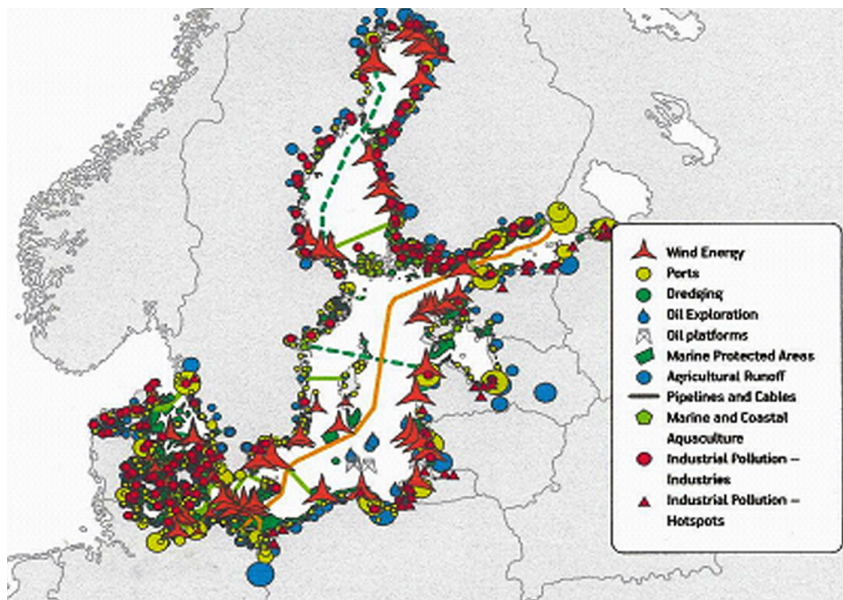 Wind Energy
Ports
Dredging
Oil Exploration
Oil platforms
Marine Protected Areas
Agricultural Runoff
Pipelines and Cables
Marine and Coastal
Aquaculture
Industrial Pollution –
Industries
Industrial Pollution –
Hotspots